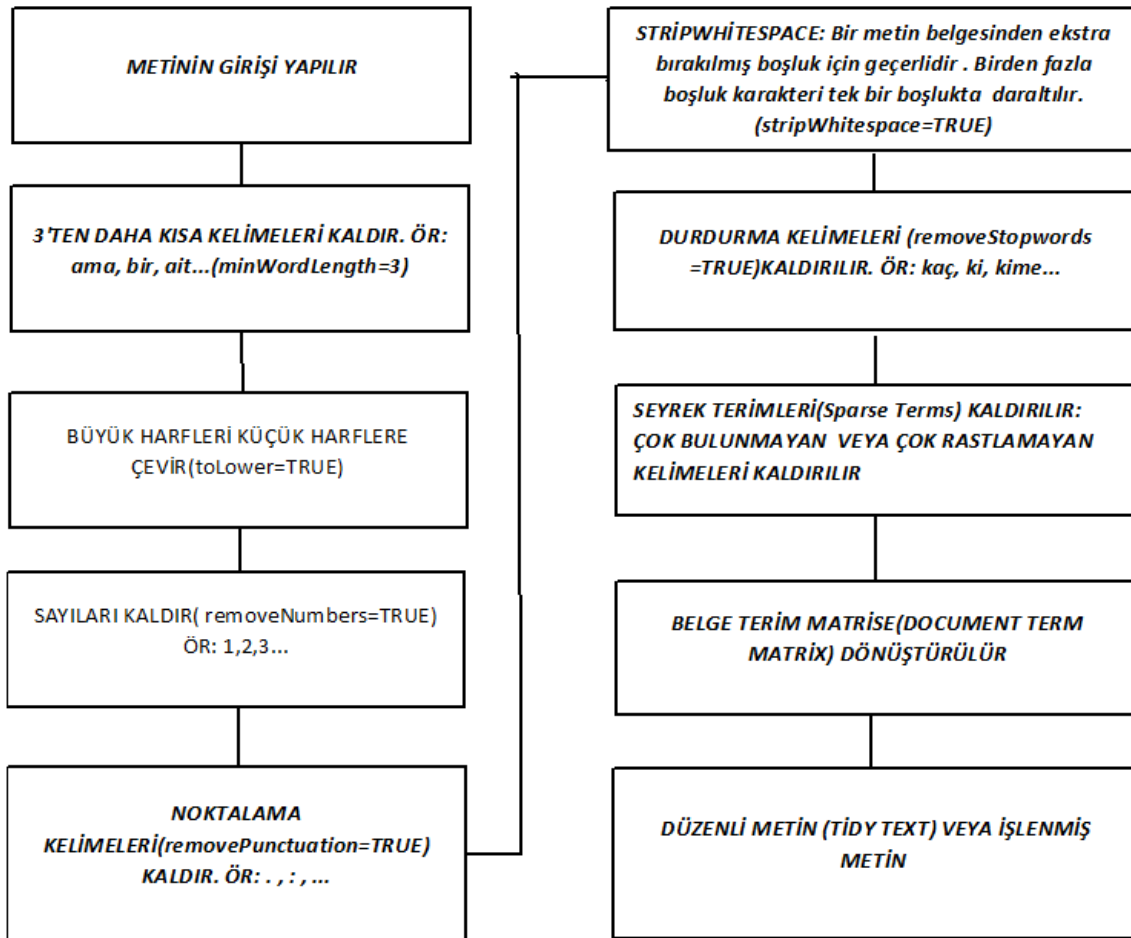 METİNİN GİRİŞİ YAPILIR
3'TEN DAHA KISA KELİMELERİ KALDIR. ÖR:
ama, bir, ait...(minWordLength=3)
BÜYÜK HARFLERİ KÜÇÜK HARFLERE
ÇEVİR(toLower=TRUE)
SAYILARI KALDIR( removeNumbers=TRUE)
ÖR: 1,2,3...
NOKTALAMA
KELİMELERİ(removePunctuation=TRUE)
KALDIR. ÖR: . , : , ...
STRİPWHİTESPACE: Bir metin belgesinden ekstra
bırakılmış boşluk için geçerlidir . Birden fazla
boşluk karakteri tek bir boşlukta daraltılır.
(stripWhitespace=TRUE)
DURDURMA KELİMELERİ (removeStopwords
=TRUE)KALDIRILIR. ÖR: kaç, ki, kime...
SEYREK TERİMLERİ(Sparse Terms) KALDIRILIR:
ÇOK BULUNMAYAN VEYA ÇOK RASTLAMAYAN
KELİMELERİ KALDIRILIR
BELGE TERİM MATRİSE(DOCUMENT TERM
MATRIX) DÖNÜŞTÜRÜLÜR
DÜZENLİ METİN (TİDY TEXT) VEYA İŞLENMİŞ
METİN